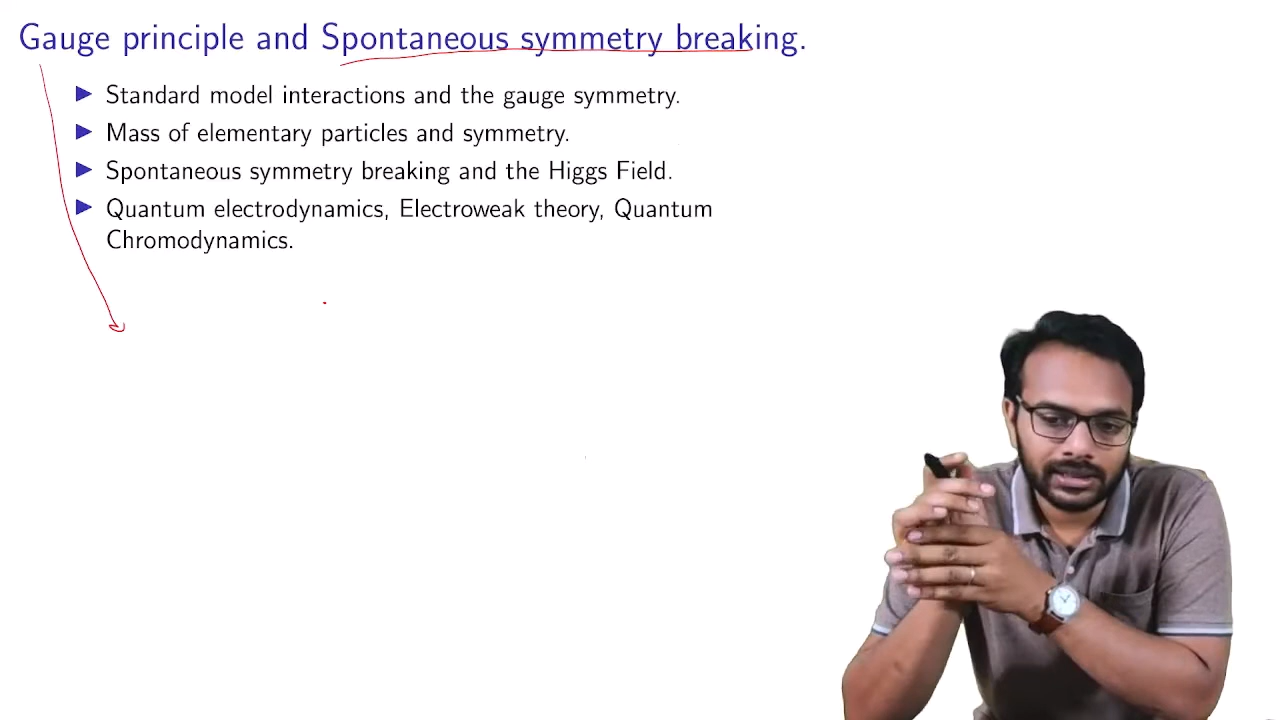 Gauge principle and Spontaneous symmetry breaking.
Standard model interactions and the gauge symmetry.
Mass of elementary particles and symmetry.
Spontaneous symmetry breaking and the Higgs Field.
Quantum electrodynamics, Electroweak theory, Quantum
Chromodynamics.